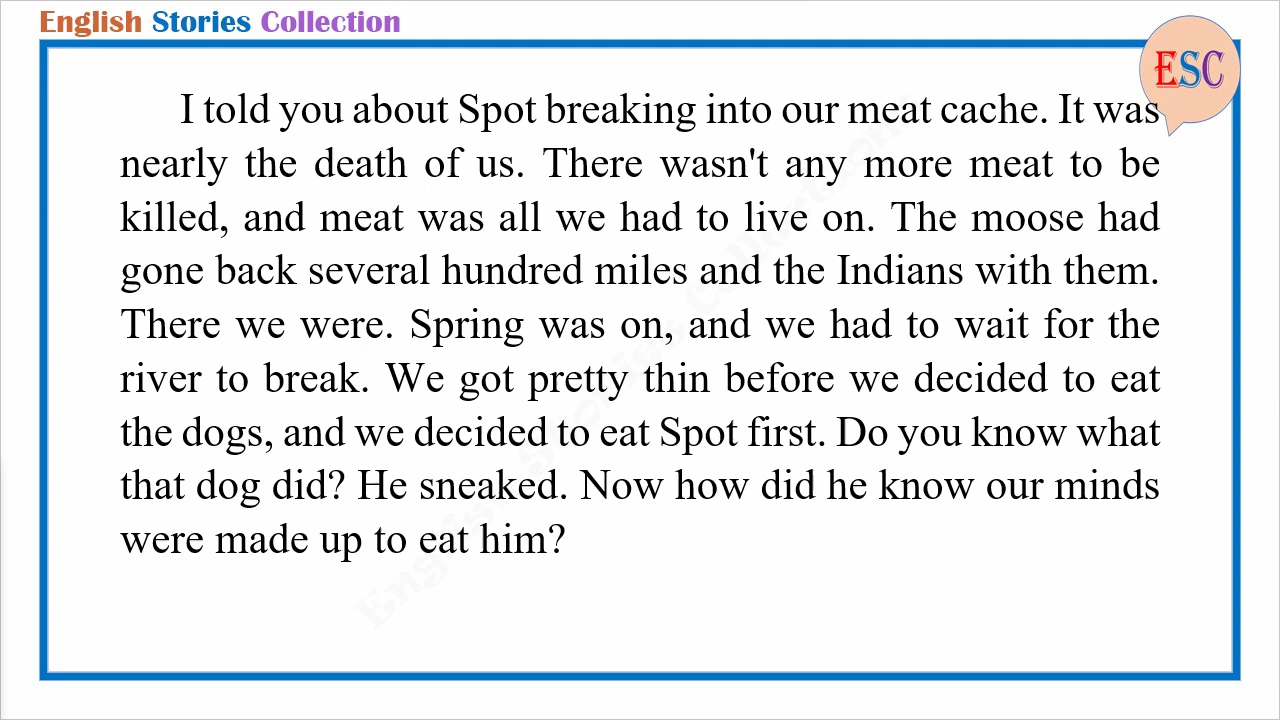 English Stories Collection
ESC
I told you about Spot breaking into our meat cache. It was
nearly the death of us. There wasn't any more meat to be
killed, and meat was all we had to live on. The moose had
gone back several hundred miles and the Indians with them.
There we were. Spring was on, and we had to wait for the
river to break. We got pretty thin before we decided to eat
the dogs, and we decided to eat Spot first. Do you know what
that dog did? He sneaked. Now how did he know our minds
were made up to eat him?
English Stories Collection